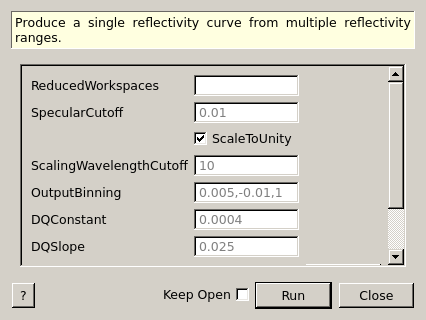 Produce a single reflectivity curve from multiple reflectivity
ranges.
ReducedWorkspaces
SpecularCutoff 0.01
ScaleToUnity
ScalingWavelengthCutoff 10
OutputBinning 0.005,-0.01,1
DQConstant 0.0004
DQSlope 0.025
? Keep Open Run Close